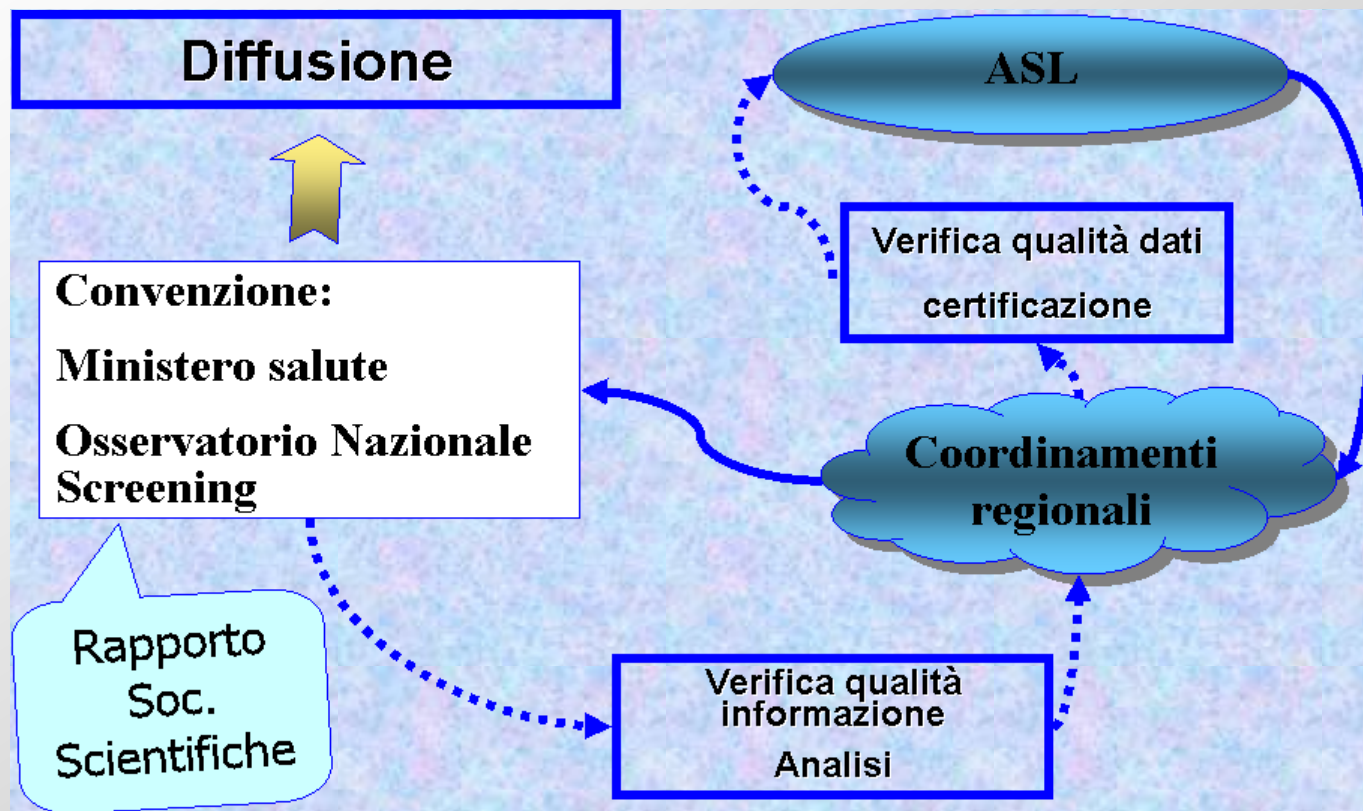 Diffusione
ASL
Verifica qualità dati
certificazione
Convenzione:
Ministero salute
Osservatorio Nazionale
Screening
Coordinamenti
regionali
Rapporto
Soc.
Scientifiche
Verifica qualità
informazione
Analisi